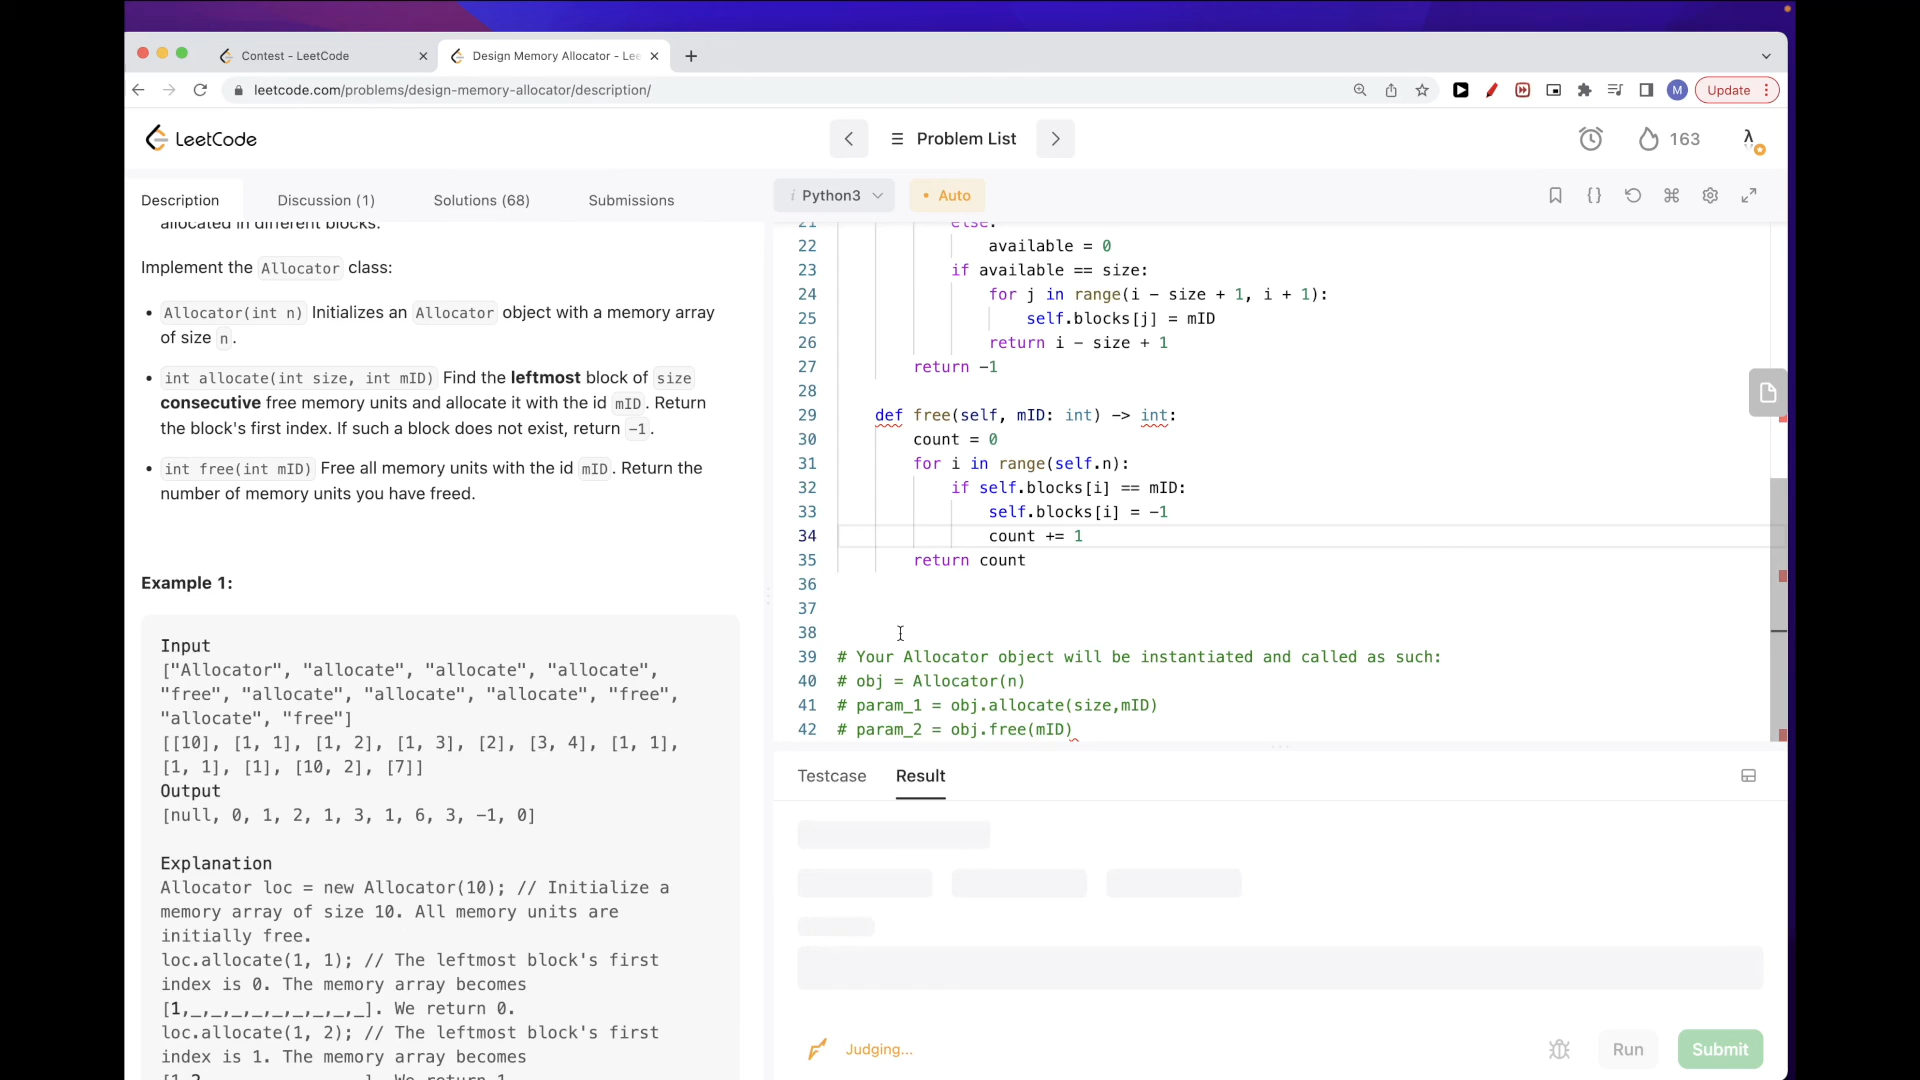 Contest - LeetCode
Design Memory Allocator - Lee
leetcode.com/problems/design-memory-allocator/description/
M
Update
LeetCode
Problem List
163
Description
Discussion (1)
Solutions (68)
Submissions
i Python3
• Auto
allocated in different blocks.
Implement the Allocator class:
• Allocator(int n) Initializes an Allocator object with a memory array
of size n.
• int allocate(int size, int mID) Find the leftmost block of size
consecutive free memory units and allocate it with the id mID. Return
the block's first index. If such a block does not exist, return -1.
• int free(int mID) Free all memory units with the id mID. Return the
number of memory units you have freed.
Example 1:
Input
["Allocator", "allocate", "allocate", "allocate",
"free", "allocate", "allocate", "allocate", "free",
"allocate", "free"]
[[10], [1, 1], [1, 2], [1, 3], [2], [3, 4], [1, 1],
[1, 1], [1], [10, 2], [7]]
Output
[null, 0, 1, 2, 1, 3, 1, 6, 3, -1, 0]
Explanation
Allocator loc = new Allocator(10); // Initialize a
memory array of size 10. All memory units are
initially free.
loc.allocate(1, 1); // The leftmost block's first
index is 0. The memory array becomes
[1,_,_,_,_,_,_,_,_,_]. We return 0.
loc.allocate(1, 2); // The leftmost block's first
index is 1. The memory array becomes
21 else:
22 available = 0
23 if available == size:
24 for j in range(i - size + 1, i + 1):
25 self.blocks[j] = mID
26 return i - size + 1
27 return -1
28
29 def free(self, mID: int) -> int:
30 count = 0
31 for i in range(self.n):
32 if self.blocks[i] == mID:
33 self.blocks[i] = -1
34 count += 1
35 return count
36
37
38
39 # Your Allocator object will be instantiated and called as such:
40 # obj = Allocator(n)
41 # param_1 = obj.allocate(size,mID)
42 # param_2 = obj.free(mID)
Testcase
Result
Judging...
Run
Submit